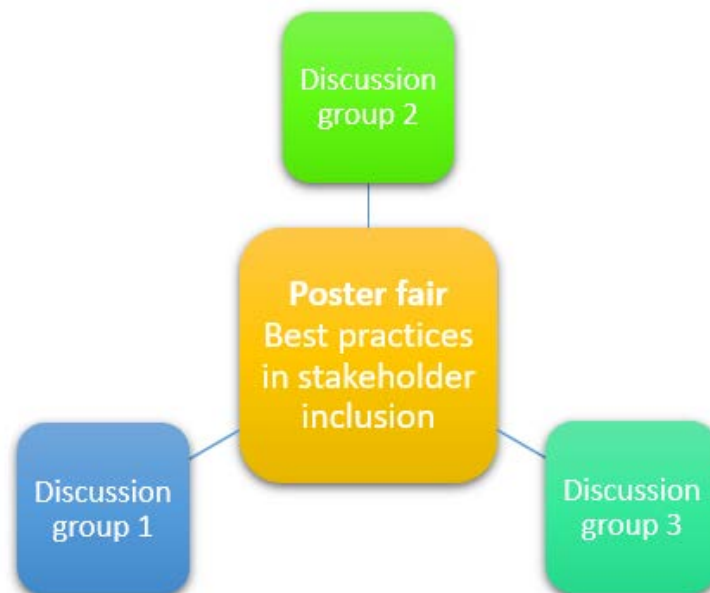 Discussion
group 2
Poster fair
Best practices
in stakeholder
inclusion
Discussion
group 1
Discussion
group 3